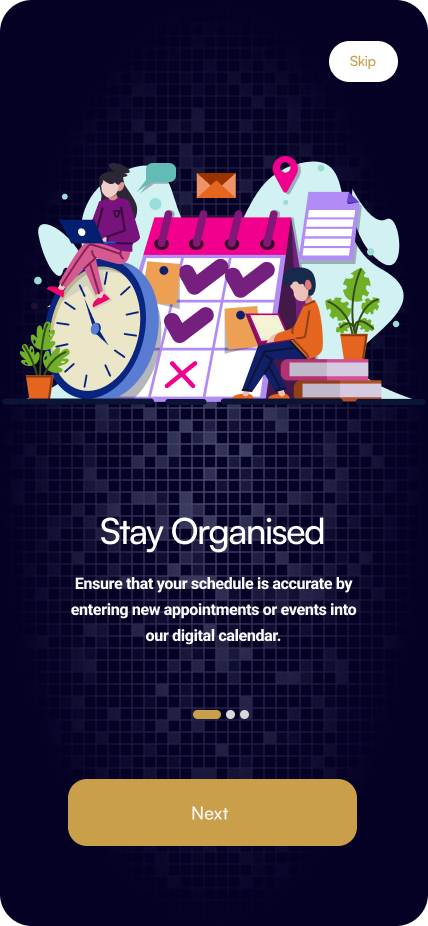 Skip
Stay Organised
Ensure that your schedule is accurate by
entering new appointments or events into
our digital calendar.
Next